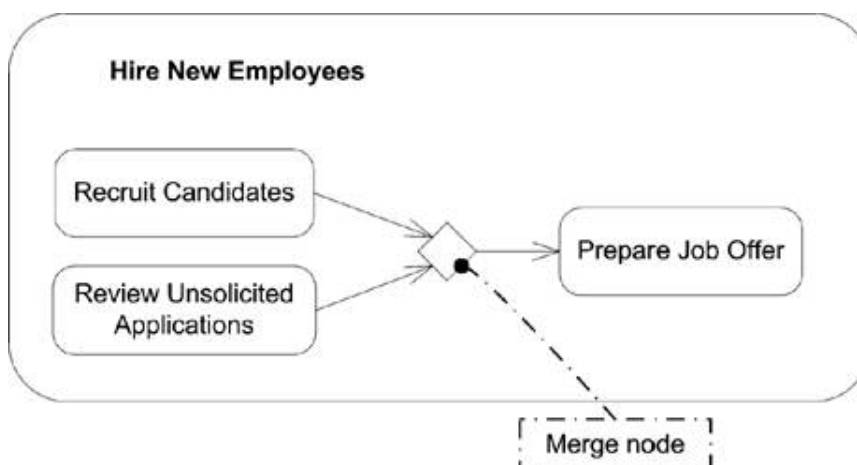 Hire New Employees
Recruit Candidates
Review Unsolicited
Applications
Prepare Job Offer
Merge node